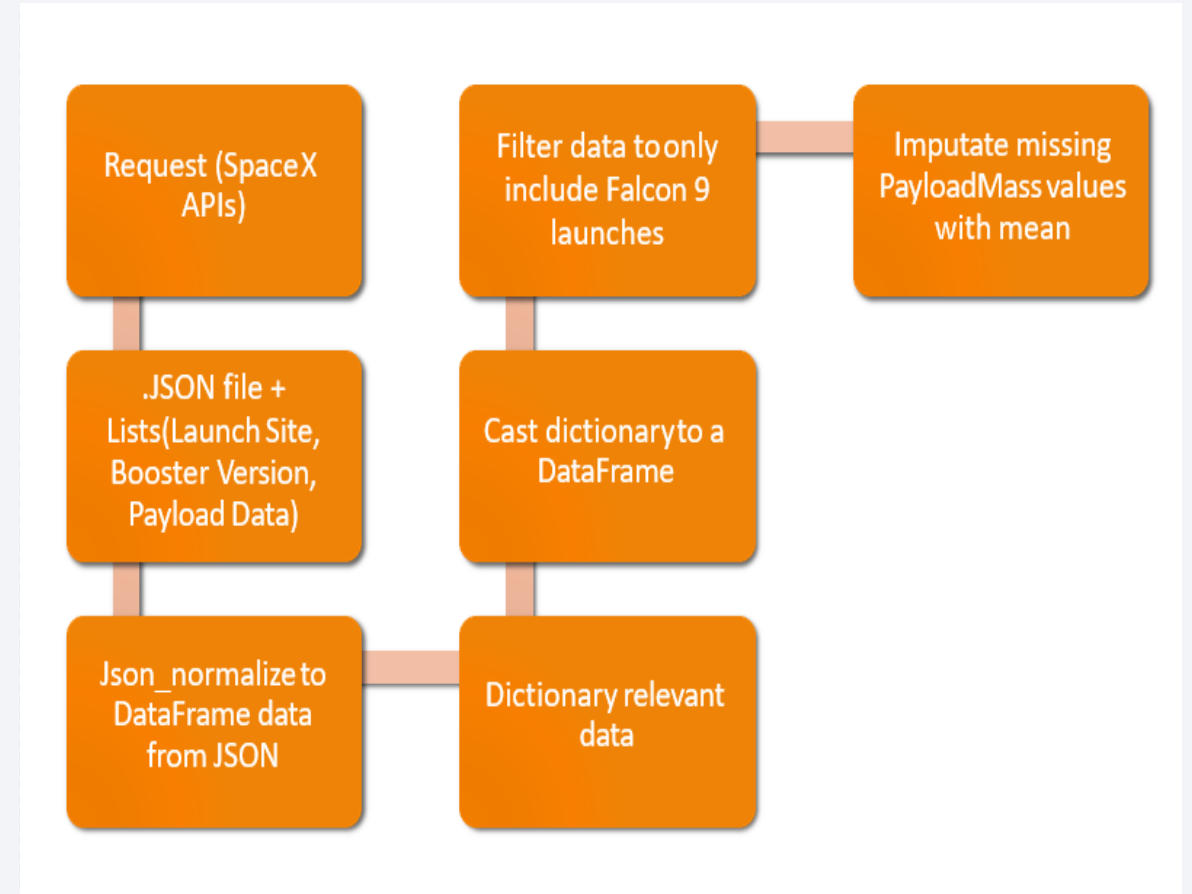 Request (SpaceX
APIs)
.JSON file +
Lists(Launch Site,
Booster Version,
Payload Data)
Json_normalize to
DataFrame data
from JSON
Dictionary relevant
data
Cast dictionary to a
DataFrame
Filter data to only
include Falcon 9
launches
Imputate missing
PayloadMass values
with mean